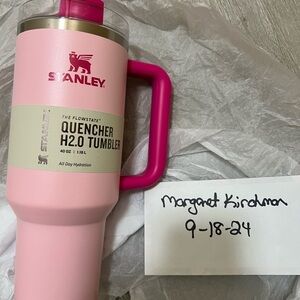 STANLEY
THE FLOWSTATE™
QUENCHER
H2.0 TUMBLER
40 OZ | 1.18 L
All Day Hydration
STANLEY
Margaret Kirchman
9-18-24